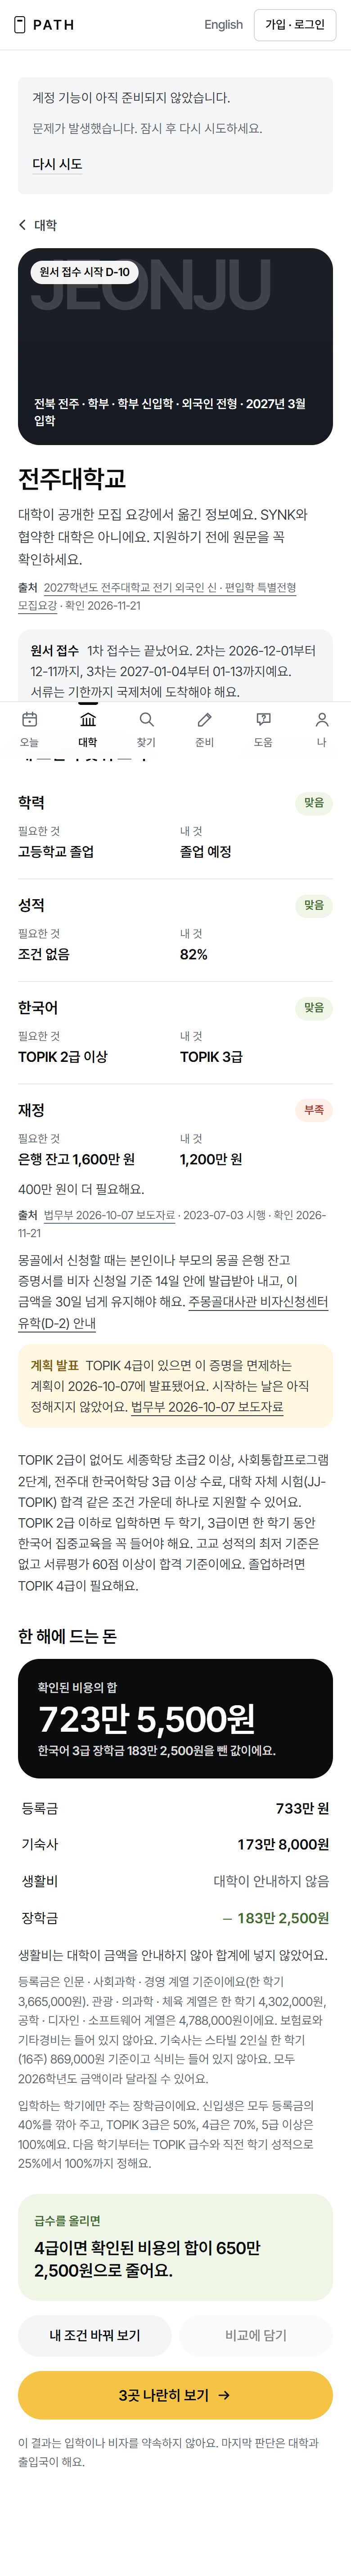 PATH
English
가입 · 로그인
계정 기능이 아직 준비되지 않았습니다.
문제가 발생했습니다. 잠시 후 다시 시도하세요.
다시 시도
대학
JEONJU
원서 접수 시작 D-10
전북 전주 · 학부 · 학부 신입학 · 외국인 전형 · 2027년 3월
입학
전주대학교
대학이 공개한 모집 요강에서 옮긴 정보예요. SYNK와
협약한 대학은 아니에요. 지원하기 전에 원문을 꼭
확인하세요.
출처 2027학년도 전주대학교 전기 외국인 신 · 편입학 특별전형
모집요강 · 확인 2026-11-21
원서 접수 1차 접수는 끝났어요. 2차는 2026-12-01부터
12-11까지, 3차는 2027-01-04부터 01-13까지예요.
서류는 기한까지 국제처에 도착해야 해요.
오늘
대학
찾기
준비
도움
나
학력
맞음
필요한 것
내 것
고등학교 졸업
졸업 예정
성적
맞음
필요한 것
내 것
조건 없음
82%
한국어
맞음
필요한 것
내 것
TOPIK 2급 이상
TOPIK 3급
재정
부족
필요한 것
내 것
은행 잔고 1,600만 원
1,200만 원
400만 원이 더 필요해요.
출처 법무부 2026-10-07 보도자료 · 2023-07-03 시행 · 확인 2026-
11-21
몽골에서 신청할 때는 본인이나 부모의 몽골 은행 잔고
증명서를 비자 신청일 기준 14일 안에 발급받아 내고, 이
금액을 30일 넘게 유지해야 해요. 주몽골대사관 비자신청센터
유학(D-2) 안내
계획 발표 TOPIK 4급이 있으면 이 증명을 면제하는
계획이 2026-10-07에 발표됐어요. 시작하는 날은 아직
정해지지 않았어요. 법무부 2026-10-07 보도자료
TOPIK 2급이 없어도 세종학당 초급2 이상, 사회통합프로그램
2단계, 전주대 한국어학당 3급 이상 수료, 대학 자체 시험(JJ-
TOPIK) 합격 같은 조건 가운데 하나로 지원할 수 있어요.
TOPIK 2급 이하로 입학하면 두 학기, 3급이면 한 학기 동안
한국어 집중교육을 꼭 들어야 해요. 고교 성적의 최저 기준은
없고 서류평가 60점 이상이 합격 기준이에요. 졸업하려면
TOPIK 4급이 필요해요.
한 해에 드는 돈
확인된 비용의 합
723만 5,500원
한국어 3급 장학금 183만 2,500원을 뺀 값이에요.
등록금
733만 원
기숙사
173만 8,000원
생활비
대학이 안내하지 않음
장학금
– 183만 2,500원
생활비는 대학이 금액을 안내하지 않아 합계에 넣지 않았어요.
등록금은 인문 · 사회과학 · 경영 계열 기준이에요(한 학기
3,665,000원). 관광 · 의과학 · 체육 계열은 한 학기 4,302,000원,
공학 · 디자인 · 소프트웨어 계열은 4,788,000원이에요. 보험료와
기타경비는 들어 있지 않아요. 기숙사는 스타빌 2인실 한 학기
(16주) 869,000원 기준이고 식비는 들어 있지 않아요. 모두
2026학년도 금액이라 달라질 수 있어요.
입학하는 학기에만 주는 장학금이에요. 신입생은 모두 등록금의
40%를 깎아 주고, TOPIK 3급은 50%, 4급은 70%, 5급 이상은
100%예요. 다음 학기부터는 TOPIK 급수와 직전 학기 성적으로
25%에서 100%까지 정해요.
급수를 올리면
4급이면 확인된 비용의 합이 650만
2,500원으로 줄어요.
내 조건 바꿔 보기
비교에 담기
3곳 나란히 보기 →
이 결과는 입학이나 비자를 약속하지 않아요. 마지막 판단은 대학과
출입국이 해요.